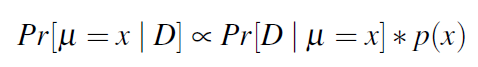 Pr[μ = x | D] ∝ Pr[D | μ = x] ∗ p(x)